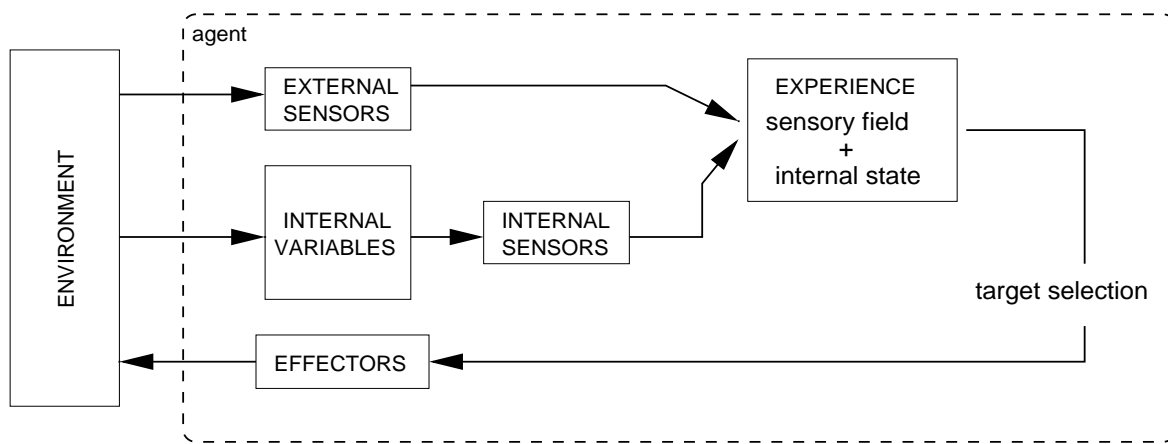 agent
ENVIRONMENT
EXTERNAL
SENSORS
EXPERIENCE
sensory field
+
internal state
INTERNAL
VARIABLES
INTERNAL
SENSORS
target selection
EFFECTORS